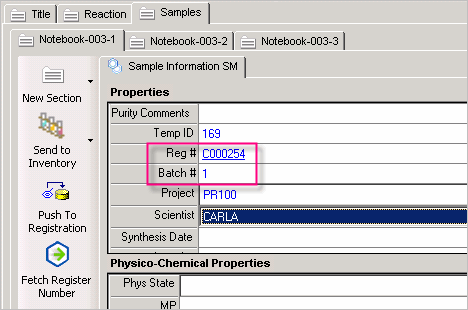 Title
Reaction
Samples
Notebook-003-1
Notebook-003-2
Notebook-003-3
New Section
Send to
Inventory
Push To
Registration
Fetch Register
Number
Sample Information SM
Properties
Purity Comments
Temp ID 169
Reg # C000254
Batch # 1
Project PR100
Scientist CARLA
Synthesis Date
Physico-Chemical Properties
Phys State
MP